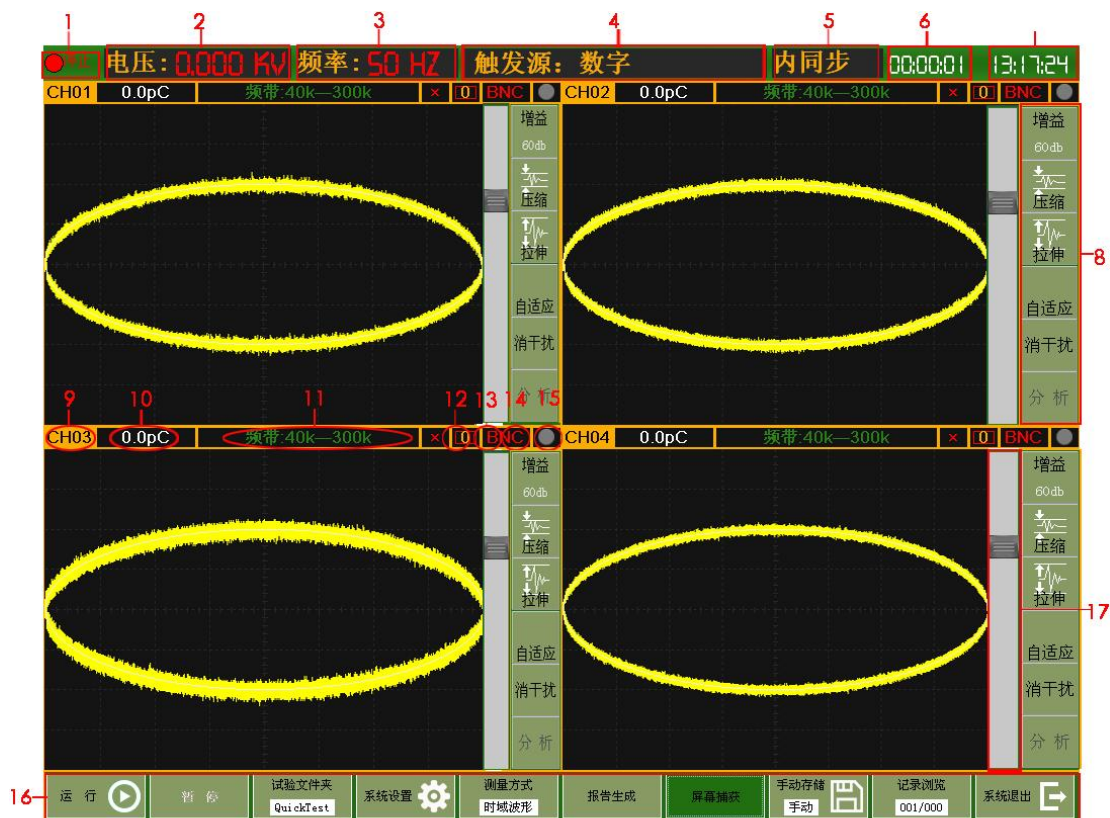 1 2 3 4 5 6
电压: 0.000 KV 频率: 50 HZ 触发源: 数字 内同步 00:00:01 13:17:24
CH01 0.0pC 频带:40k—300k × 0 BNC CH02 0.0pC 频带:40k—300k × 0 BNC
增益 增益
60db 60db
压缩 压缩
拉伸 拉伸 8
自适应 自适应
消干扰 消干扰
分 析 分 析
9 10 11 12 13 14 15
CH03 0.0pC 频带:40k—300k × 0 BNC CH04 0.0pC 频带:40k—300k × 0 BNC
增益 增益
60db 60db
压缩 压缩
拉伸 拉伸 17
自适应 自适应
消干扰 消干扰
分 析 分 析
16 运 行 暂 停 试验文件夹 系统设置 测量方式 报告生成 屏幕捕获 手动存储 记录浏览 系统退出
QuickTest 时域波形 手动 001/000